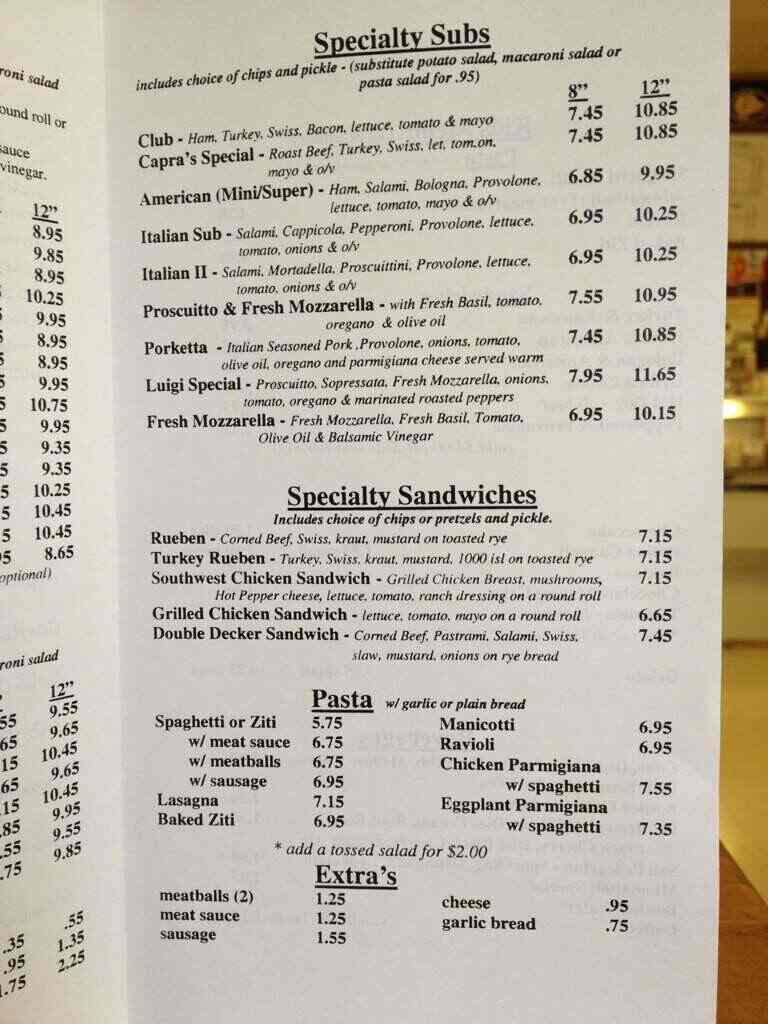 roni salad
ound roll or
sauce
vinegar.
12”
8.95
9.85
8.95
10.25
9.95
8.95
8.95
9.95
10.75
9.95
9.35
9.35
5 10.25
5 10.45
5 10.45
95 8.65
optional)
roni salad
12”
55 9.55
65 9.65
15 10.45
65 9.65
15 10.45
.85 9.95
.55 9.55
.75 9.85
.55
.35 1.35
.95 2.25
1.75
Specialty Subs
includes choice of chips and pickle - (substitute potato salad, macaroni salad or
pasta salad for .95)
8” 12”
Club - Ham, Turkey, Swiss, Bacon, lettuce, tomato & mayo 7.45 10.85
Capra's Special - Roast Beef, Turkey, Swiss, let, tom,on, 7.45 10.85
mayo & o/v
American (Mini/Super) - Ham, Salami, Bologna, Provolone, 6.85 9.95
lettuce, tomato, mayo & o/v
Italian Sub - Salami, Cappicola, Pepperoni, Provolone, lettuce, 6.95 10.25
tomato, onions & o/v
Italian II - Salami, Mortadella, Proscuittini, Provolone, lettuce, 6.95 10.25
tomato, onions & o/v
Proscuitto & Fresh Mozzarella - with Fresh Basil, tomato, 7.55 10.95
oregano & olive oil
Porketta - Italian Seasoned Pork ,Provolone, onions, tomato, 7.45 10.85
olive oil, oregano and parmigiana cheese served warm
Luigi Special - Proscuitto, Sopressata, Fresh Mozzarella, onions, 7.95 11.65
tomato, oregano & marinated roasted peppers
Fresh Mozzarella - Fresh Mozzarella, Fresh Basil, Tomato, 6.95 10.15
Olive Oil & Balsamic Vinegar
Specialty Sandwiches
Includes choice of chips or pretzels and pickle.
Rueben - Corned Beef, Swiss, kraut, mustard on toasted rye 7.15
Turkey Rueben - Turkey, Swiss, kraut, mustard, 1000 isl on toasted rye 7.15
Southwest Chicken Sandwich - Grilled Chicken Breast, mushrooms, 7.15
Hot Pepper cheese, lettuce, tomato, ranch dressing on a round roll
Grilled Chicken Sandwich - lettuce, tomato, mayo on a round roll 6.65
Double Decker Sandwich - Corned Beef, Pastrami, Salami, Swiss, 7.45
slaw, mustard, onions on rye bread
Pasta w/ garlic or plain bread
Spaghetti or Ziti 5.75
w/ meat sauce 6.75
w/ meatballs 6.75
w/ sausage 6.95
Lasagna 7.15
Baked Ziti 6.95
Manicotti 6.95
Ravioli 6.95
Chicken Parmigiana
w/ spaghetti 7.55
Eggplant Parmigiana
w/ spaghetti 7.35
* add a tossed salad for $2.00
Extra's
meatballs (2) 1.25
meat sauce 1.25
sausage 1.55
cheese .95
garlic bread .75